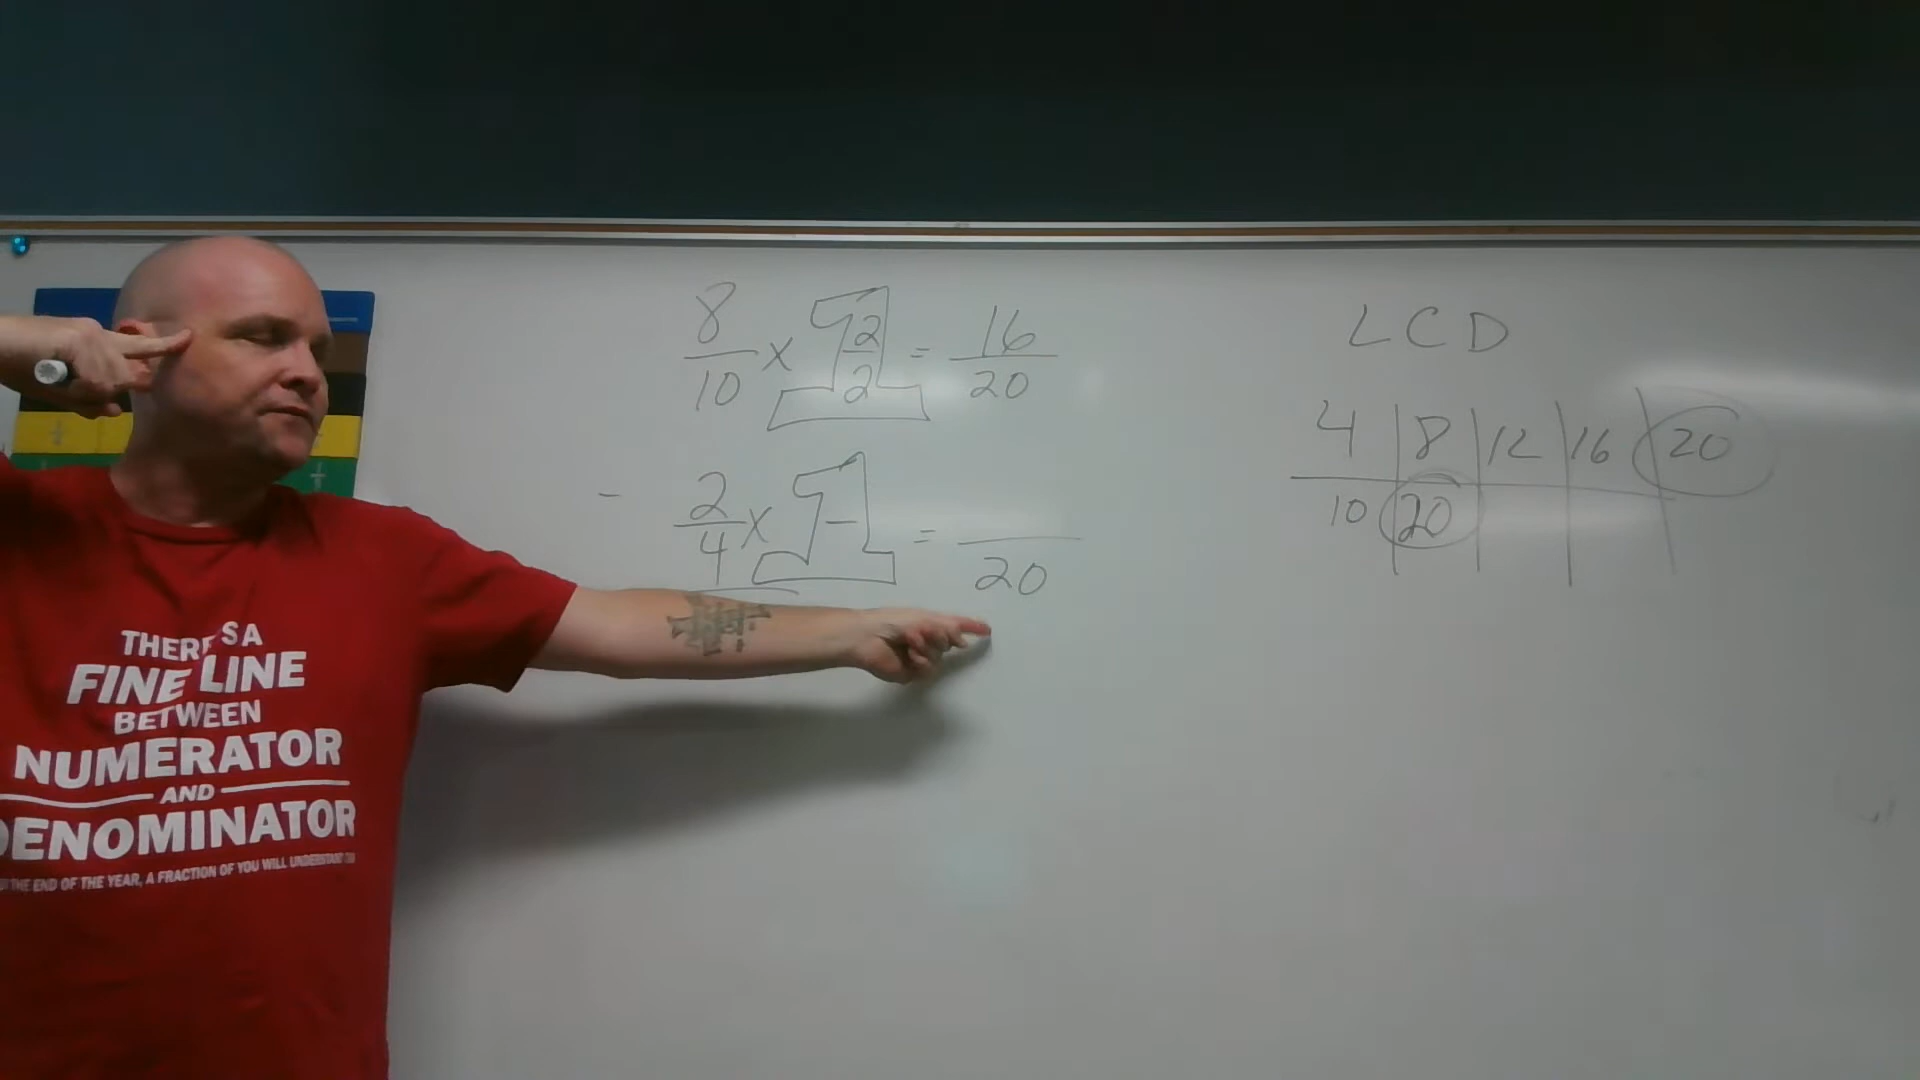 8/10 x 2/2 = 16/20
- 2/4 x — = /20
LCD
4 | 8 | 12 | 16 | 20
10 | 20
THERE'S A
FINE LINE
BETWEEN
NUMERATOR
AND
DENOMINATOR
THE END OF THE YEAR, A FRACTION OF YOU WILL UNDERSTAND